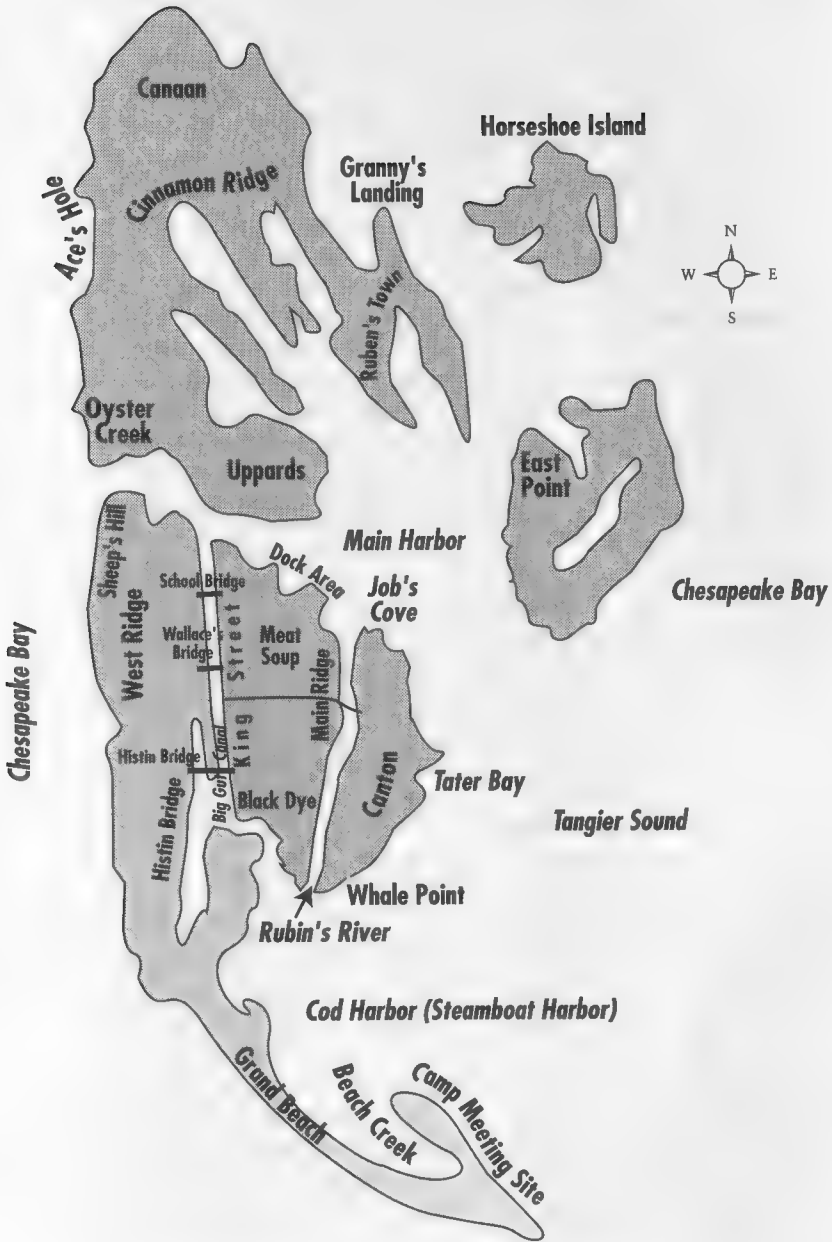 Canaan
Horseshoe Island
Granny's
Landing
Cinnamon Ridge
Ace's Hole
N
W
E
S
Ruben's Town
Oyster
Creek
Uppards
East
Point
Main Harbor
Sheep's Hill
Dock Area
Job's
Cove
School Bridge
Chesapeake Bay
West Ridge
Wallace's
Bridge
King Street
Meat
Soup
Main Ridge
Chesapeake Bay
Histin Bridge
Big Gut Canal
Canton
Tater Bay
Black Dye
Histin Bridge
Tangier Sound
Whale Point
Rubin's River
Cod Harbor (Steamboat Harbor)
Grand Beach
Beach Creek
Camp Meeting Site